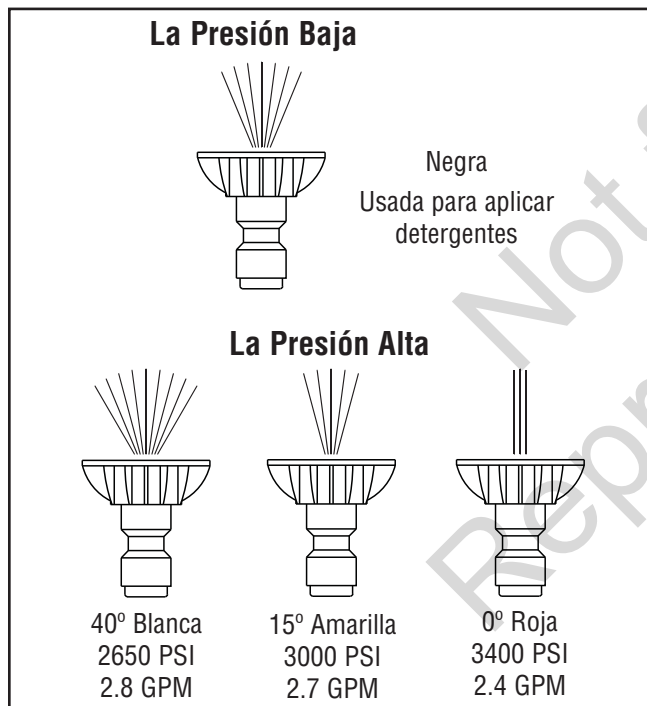 La Presión Baja
Negra
Usada para aplicar
detergentes
La Presión Alta
40º Blanca
2650 PSI
2.8 GPM
15º Amarilla
3000 PSI
2.7 GPM
0º Roja
3400 PSI
2.4 GPM
Not